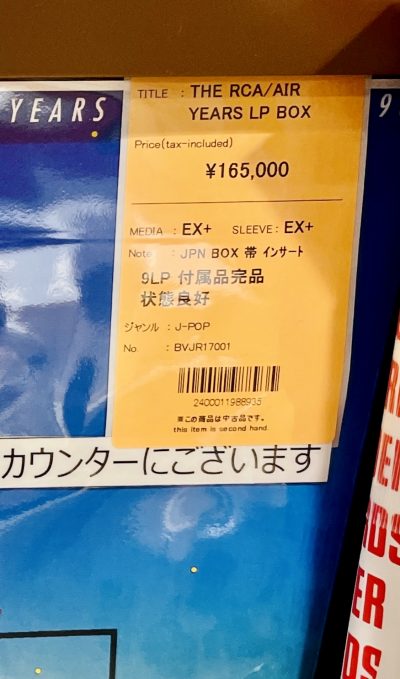 YEARS
TITLE : THE RCA/AIR
YEARS LP BOX
Price(tax-included)
¥165,000
MEDIA : EX+ SLEEVE: EX+
Note : JPN BOX 帯 インサート
9LP 付属品完品
状態良好
ジャンル : J-POP
No. : BVJR17001
2400011988935
※この商品は中古品です。
this item is second hand.
カウンターにございます
9
RDS
ER
DS